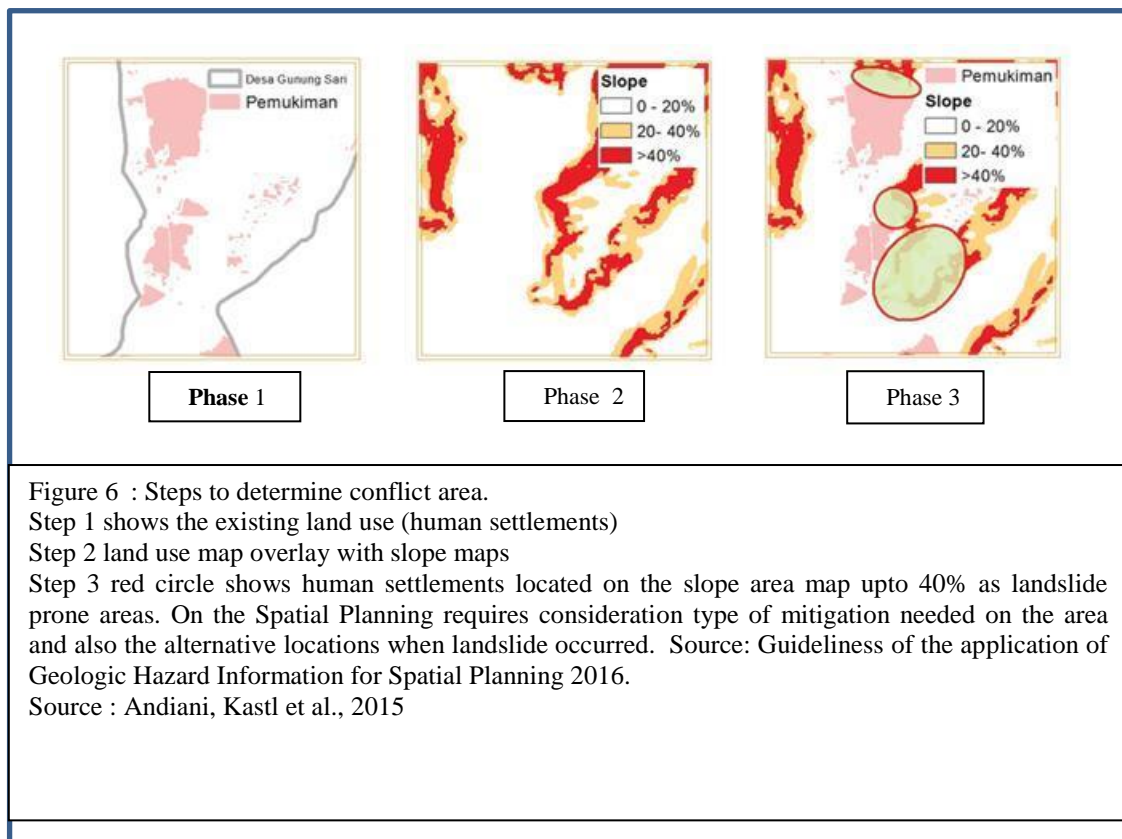 Desa Gunung Sari
Pemukiman
Slope
0 - 20%
20- 40%
>40%
Pemukiman
Slope
0 - 20%
20- 40%
>40%
Phase 1
Phase 2
Phase 3
Figure 6 : Steps to determine conflict area.
Step 1 shows the existing land use (human settlements)
Step 2 land use map overlay with slope maps
Step 3 red circle shows human settlements located on the slope area map upto 40% as landslide
prone areas. On the Spatial Planning requires consideration type of mitigation needed on the area
and also the alternative locations when landslide occurred. Source: Guideliness of the application of
Geologic Hazard Information for Spatial Planning 2016.
Source : Andiani, Kastl et al., 2015